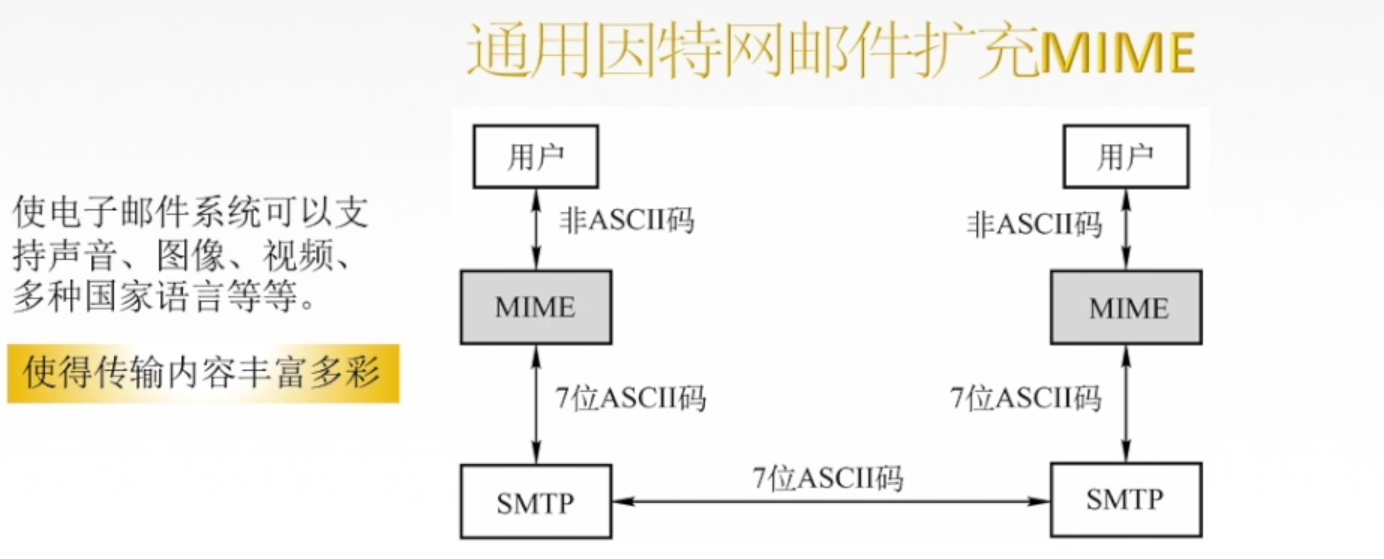 通用因特网邮件扩充MIME
使电子邮件系统可以支
持声音、图像、视频、
多种国家语言等等。
使得传输内容丰富多彩
用户
用户
非ASCII码
非ASCII码
MIME
MIME
7位ASCII码
7位ASCII码
7位ASCII码
SMTP
SMTP